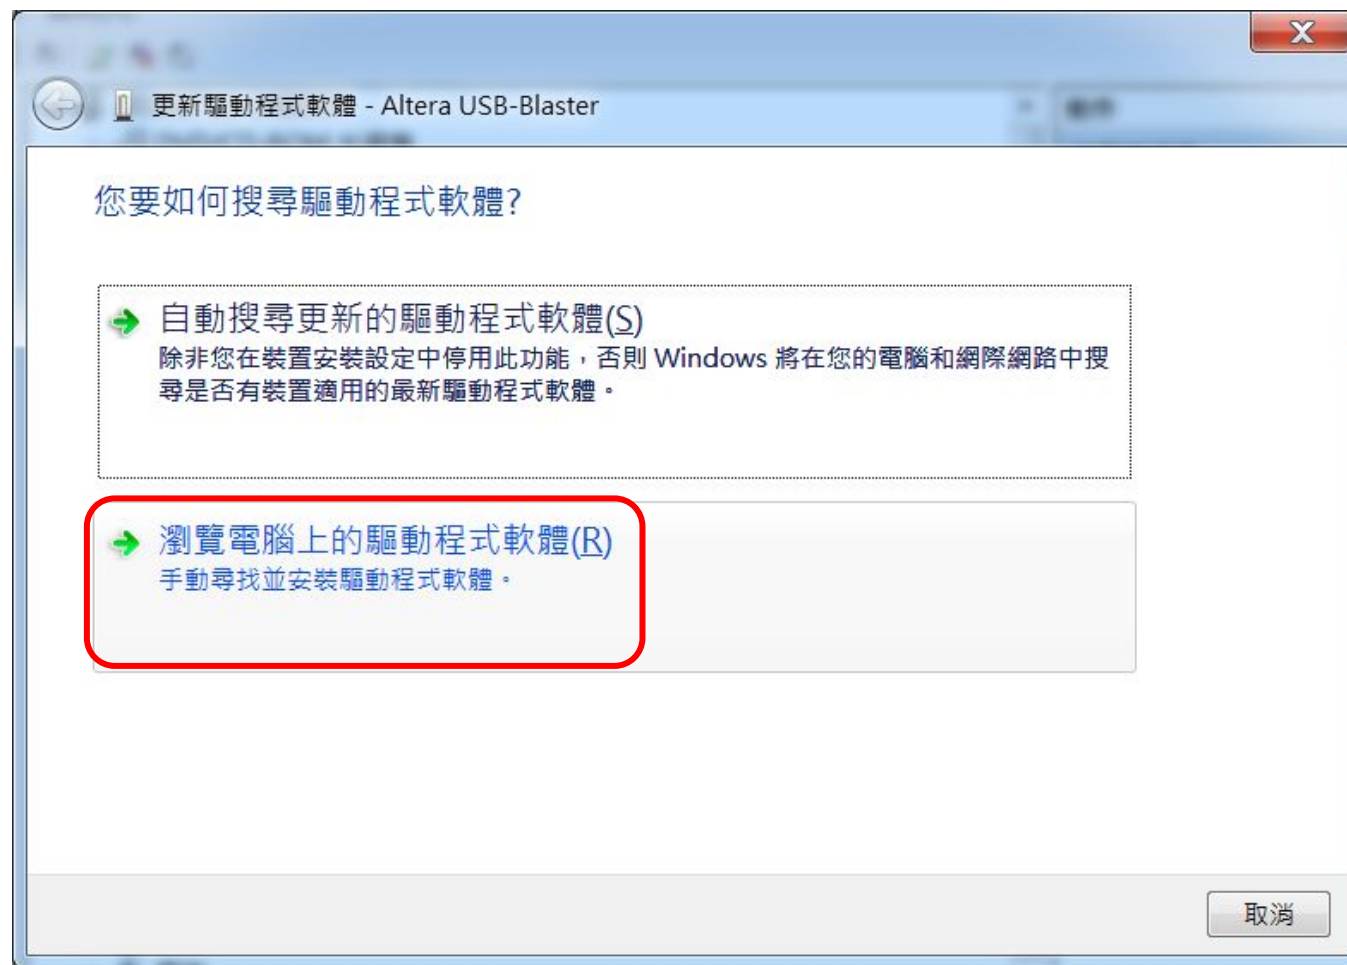 更新驅動程式軟體 - Altera USB-Blaster
您要如何搜尋驅動程式軟體?
自動搜尋更新的驅動程式軟體(S)
除非您在裝置安裝設定中停用此功能，否則 Windows 將在您的電腦和網際網路中搜
尋是否有裝置適用的最新驅動程式軟體。
瀏覽電腦上的驅動程式軟體(R)
手動尋找並安裝驅動程式軟體。
取消